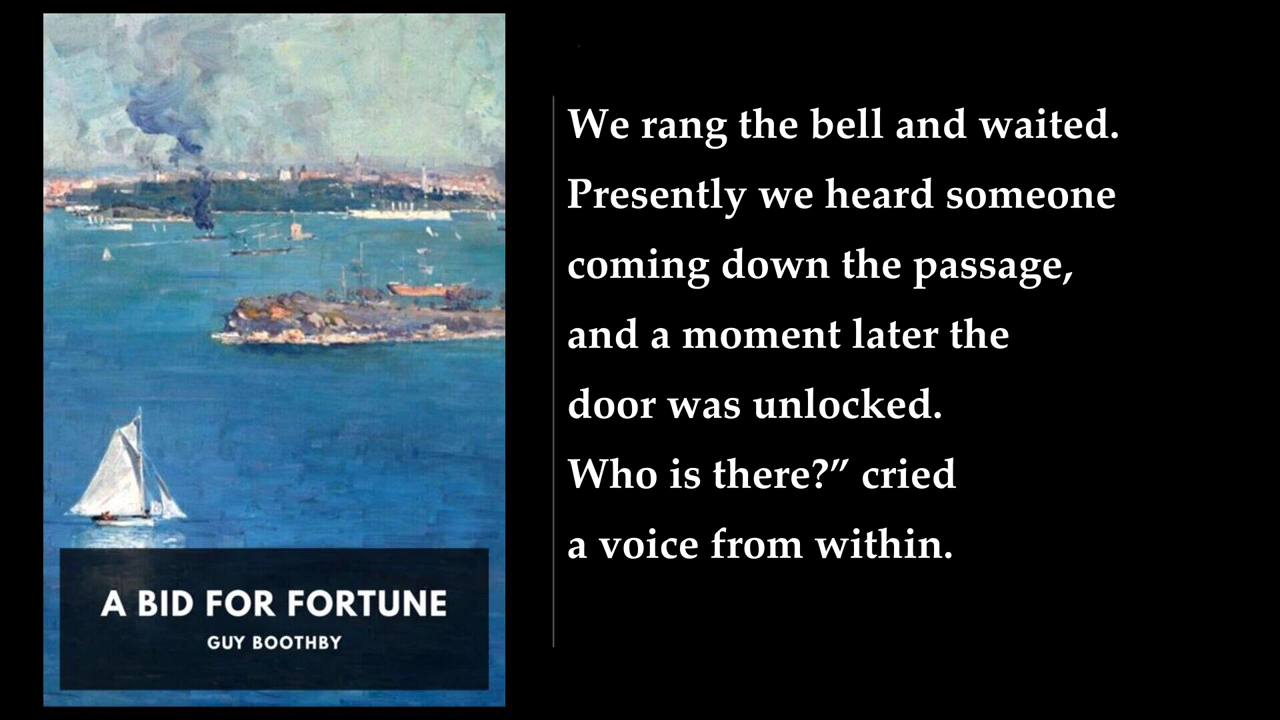 A BID FOR FORTUNE
GUY BOOTHBY
We rang the bell and waited.
Presently we heard someone
coming down the passage,
and a moment later the
door was unlocked.
Who is there?” cried
a voice from within.